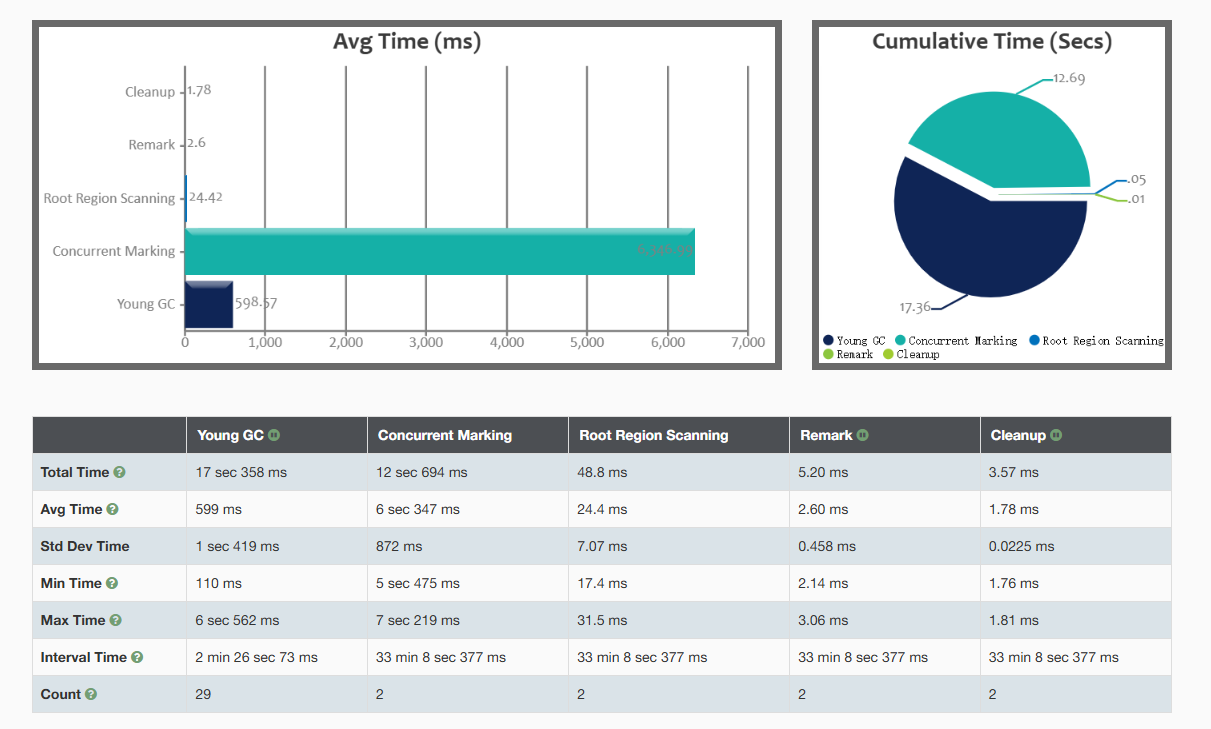 Avg Time (ms)
Cleanup
1.78
Remark
2.6
Root Region Scanning
24.42
Concurrent Marking
Young GC
598.57
0 1,000 2,000 3,000 4,000 5,000 6,000 7,000
Cumulative Time (Secs)
12.69
.05
.01
17.36
Young GC Concurrent Marking Root Region Scanning
Remark Cleanup
Young GC Concurrent Marking Root Region Scanning Remark Cleanup
Total Time 17 sec 358 ms 12 sec 694 ms 48.8 ms 5.20 ms 3.57 ms
Avg Time 599 ms 6 sec 347 ms 24.4 ms 2.60 ms 1.78 ms
Std Dev Time 1 sec 419 ms 872 ms 7.07 ms 0.458 ms 0.0225 ms
Min Time 110 ms 5 sec 475 ms 17.4 ms 2.14 ms 1.76 ms
Max Time 6 sec 562 ms 7 sec 219 ms 31.5 ms 3.06 ms 1.81 ms
Interval Time 2 min 26 sec 73 ms 33 min 8 sec 377 ms 33 min 8 sec 377 ms 33 min 8 sec 377 ms 33 min 8 sec 377 ms
Count 29 2 2 2 2